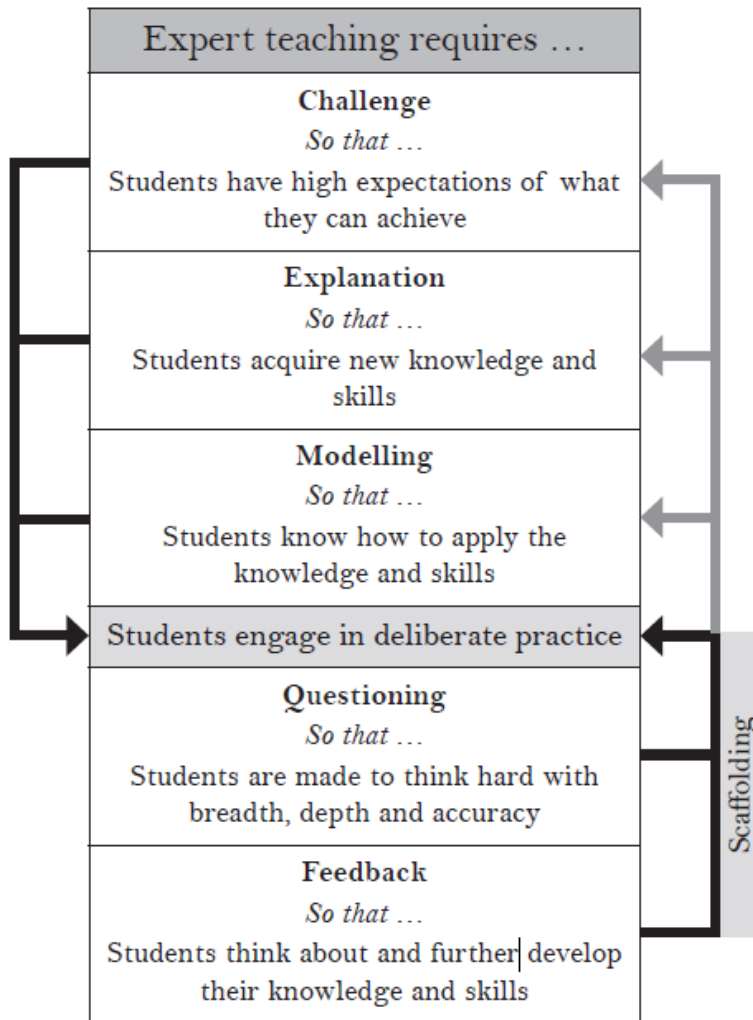 Expert teaching requires …
Challenge
So that …
Students have high expectations of what
they can achieve
Explanation
So that …
Students acquire new knowledge and
skills
Modelling
So that …
Students know how to apply the
knowledge and skills
Students engage in deliberate practice
Questioning
So that …
Students are made to think hard with
breadth, depth and accuracy
Feedback
So that …
Students think about and further develop
their knowledge and skills
Scaffolding